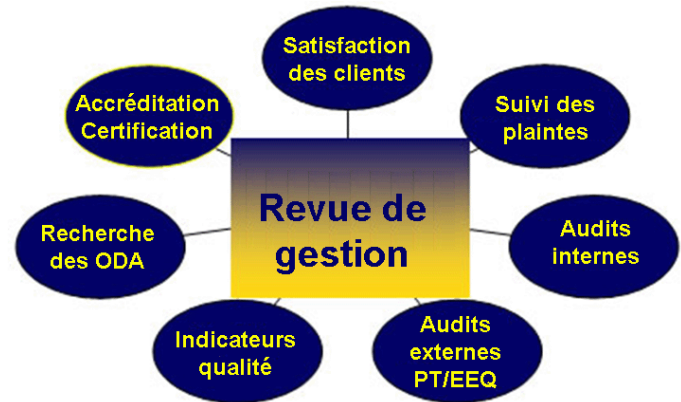 Satisfaction
des clients
Accréditation
Certification
Suivi des
plaintes
Revue de
gestion
Recherche
des ODA
Audits
internes
Indicateurs
qualité
Audits
externes
PT/EEQ